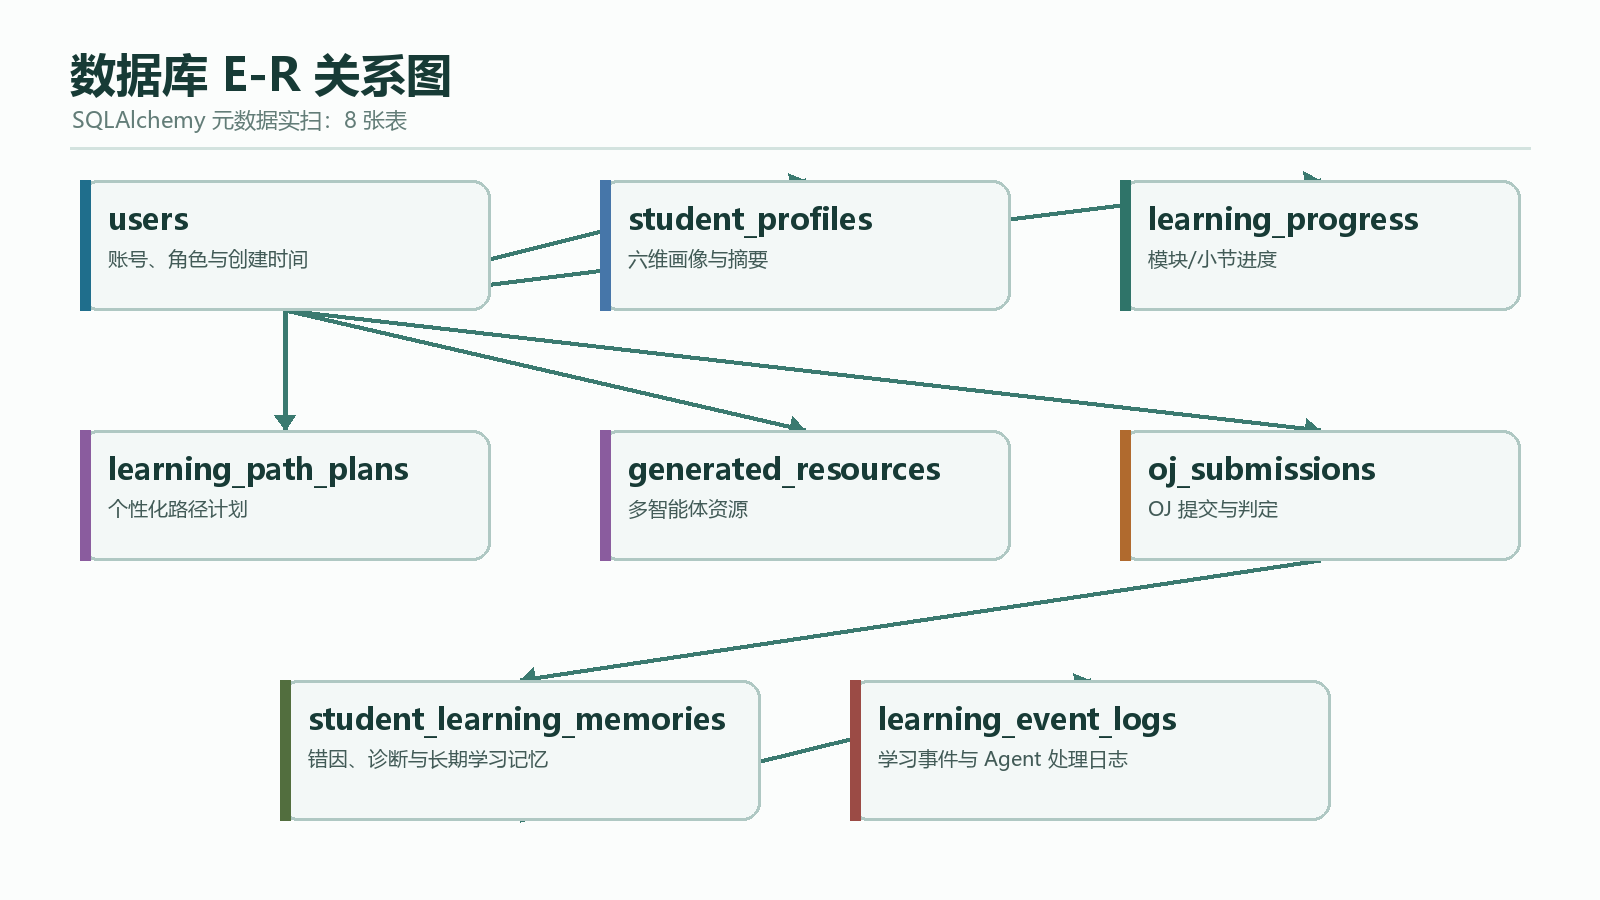 数据库 E-R 关系图
SQLAlchemy 元数据实扫：8 张表
users
账号、角色与创建时间
student_profiles
六维画像与摘要
learning_progress
模块/小节进度
learning_path_plans
个性化路径计划
generated_resources
多智能体资源
oj_submissions
OJ 提交与判定
student_learning_memories
错因、诊断与长期学习记忆
learning_event_logs
学习事件与 Agent 处理日志